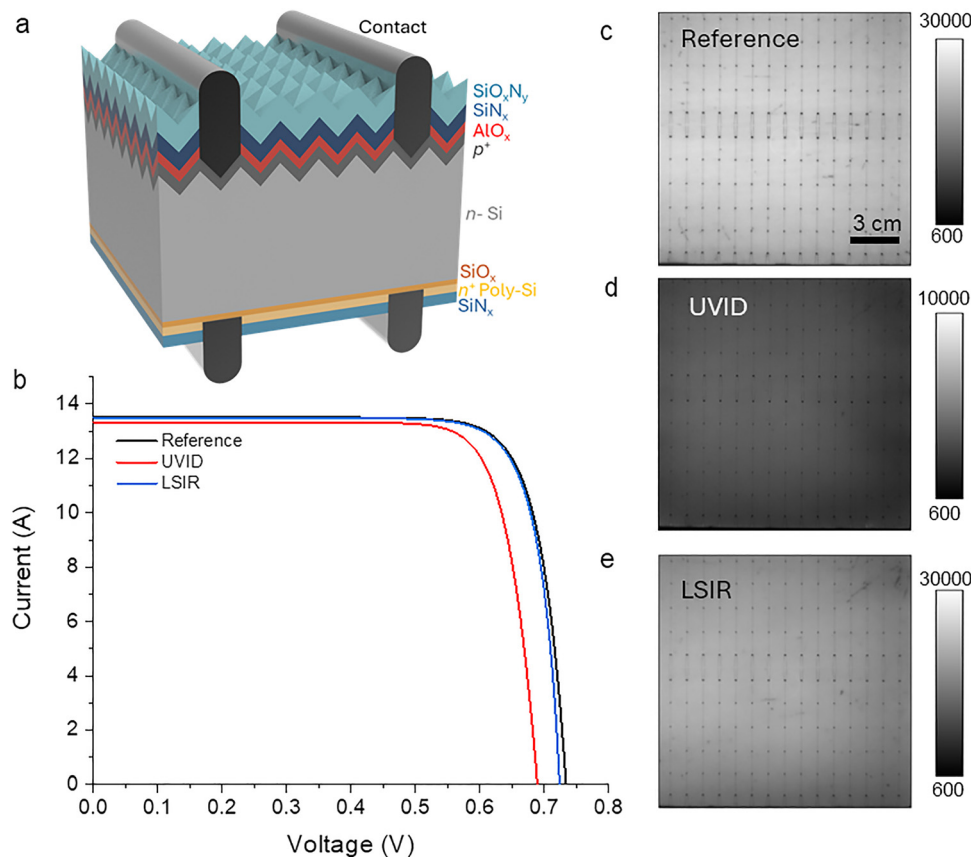 a
Contact
SiOxNy
SiNx
AlOx
p+
n- Si
SiOx
n+ Poly-Si
SiNx
b
14
12
10
8
6
4
2
0
Current (A)
Reference
UVID
LSIR
0.0 0.1 0.2 0.3 0.4 0.5 0.6 0.7 0.8
Voltage (V)
c
Reference
3 cm
30000
600
d
UVID
10000
600
e
LSIR
30000
600